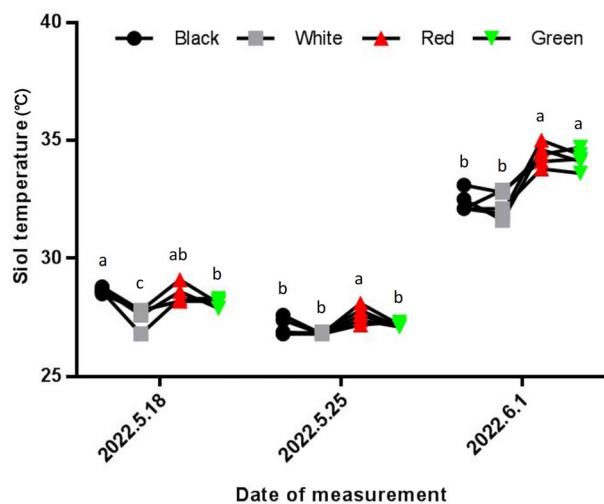 40
Black White Red Green
35
30
25
Siol temperature (℃)
a c ab b
b b a b
b b a a
2022.5.18 2022.5.25 2022.6.1
Date of measurement